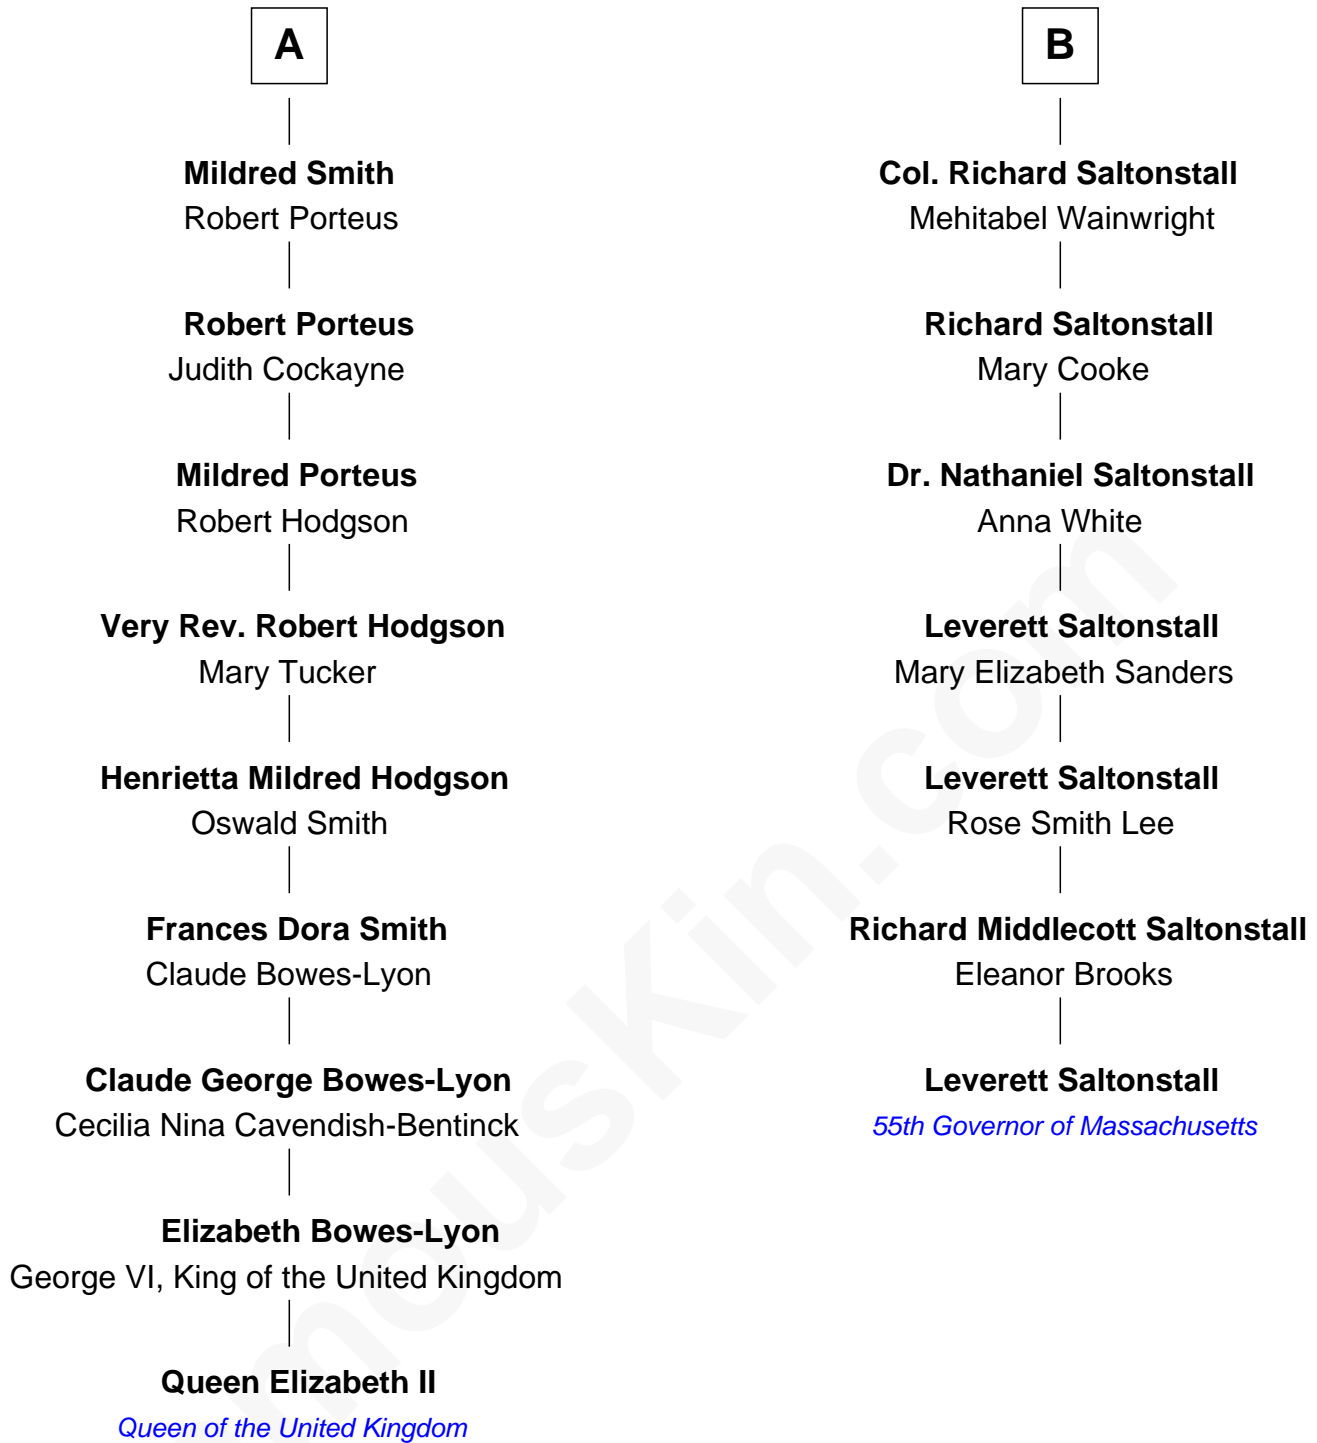 A
Mildred Smith
Robert Porteus
Robert Porteus
Judith Cockayne
Mildred Porteus
Robert Hodgson
Very Rev. Robert Hodgson
Mary Tucker
Henrietta Mildred Hodgson
Oswald Smith
Frances Dora Smith
Claude Bowes-Lyon
Claude George Bowes-Lyon
Cecilia Nina Cavendish-Bentinck
Elizabeth Bowes-Lyon
George VI, King of the United Kingdom
Queen Elizabeth II
Queen of the United Kingdom
B
Col. Richard Saltonstall
Mehitabel Wainwright
Richard Saltonstall
Mary Cooke
Dr. Nathaniel Saltonstall
Anna White
Leverett Saltonstall
Mary Elizabeth Sanders
Leverett Saltonstall
Rose Smith Lee
Richard Middlecott Saltonstall
Eleanor Brooks
Leverett Saltonstall
55th Governor of Massachusetts
mousKin.com